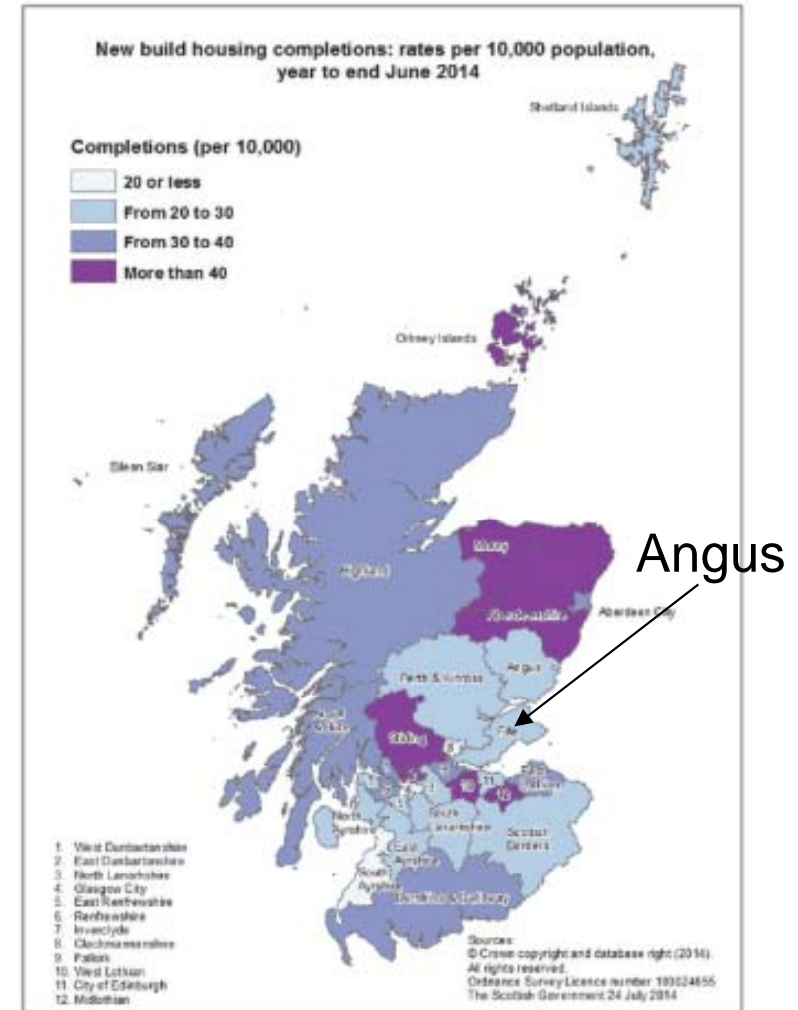 New build housing completions: rates per 10,000 population,
year to end June 2014
Shetland Islands
Completions (per 10,000)
20 or less
From 20 to 30
From 30 to 40
More than 40
Orkney Islands
Eilean Siar
Angus
Moray
Highland
Aberdeenshire
Aberdeen City
Perth & Kinross
Angus
Stirling
Fife
8
11
10
12
North
Ayrshire
South
Lanarkshire
Scottish
Borders
East
Ayrshire
South
Ayrshire
Dumfries & Galloway
1. West Dunbartonshire
2. East Dunbartonshire
3. North Lanarkshire
4. Glasgow City
5. East Renfrewshire
6. Renfrewshire
7. Inverclyde
8. Clackmannanshire
9. Falkirk
10. West Lothian
11. City of Edinburgh
12. Midlothian
Sources:
© Crown copyright and database right (2014).
All rights reserved.
Ordnance Survey Licence number 100024655
The Scottish Government 24 July 2014